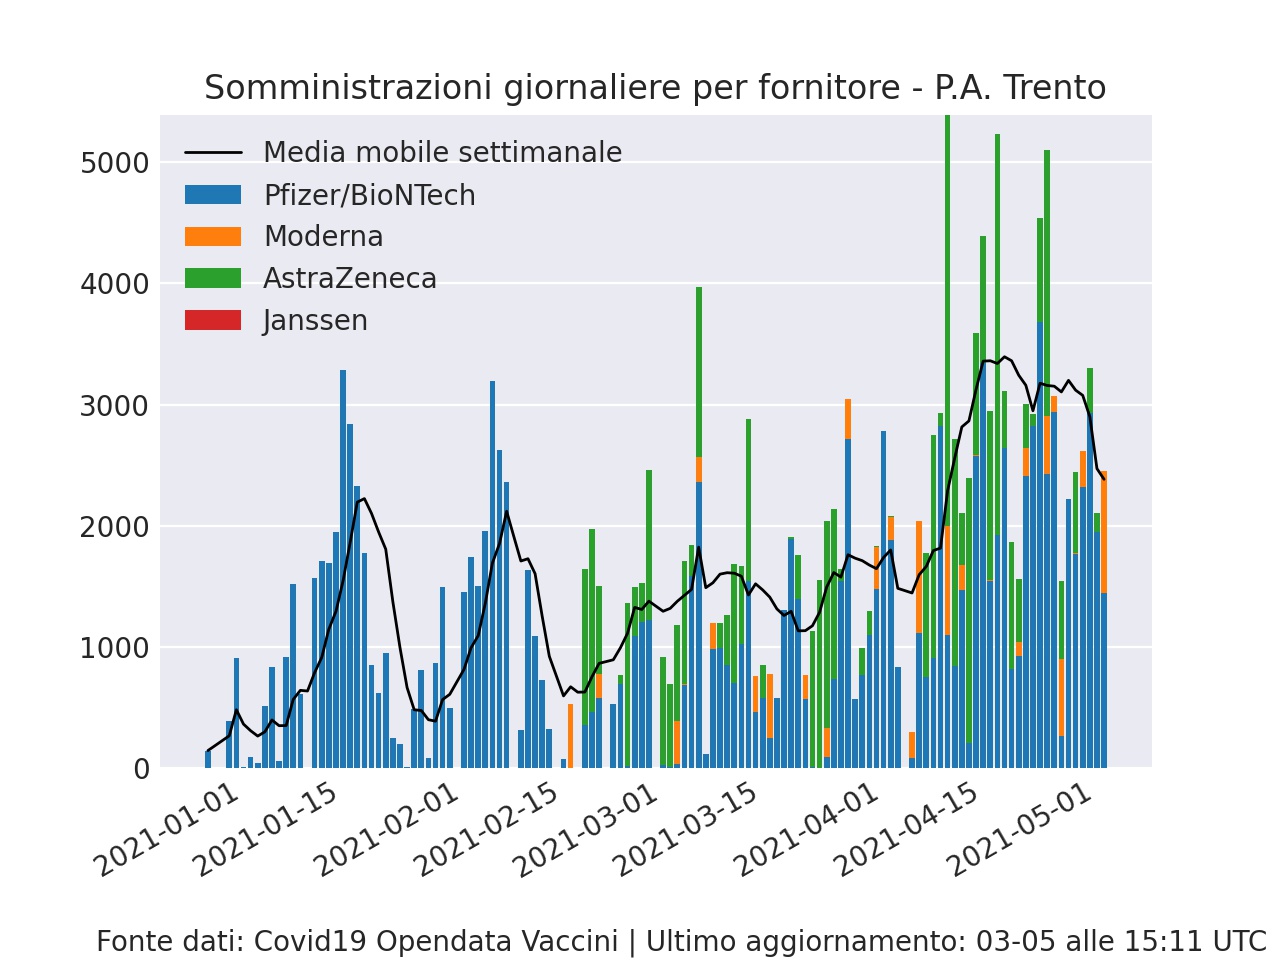 Somministrazioni giornaliere per fornitore - P.A. Trento
Media mobile settimanale
Pfizer/BioNTech
Moderna
AstraZeneca
Janssen
5000
4000
3000
2000
1000
0
2021-01-01
2021-01-15
2021-02-01
2021-02-15
2021-03-01
2021-03-15
2021-04-01
2021-04-15
2021-05-01
Fonte dati: Covid19 Opendata Vaccini | Ultimo aggiornamento: 03-05 alle 15:11 UTC